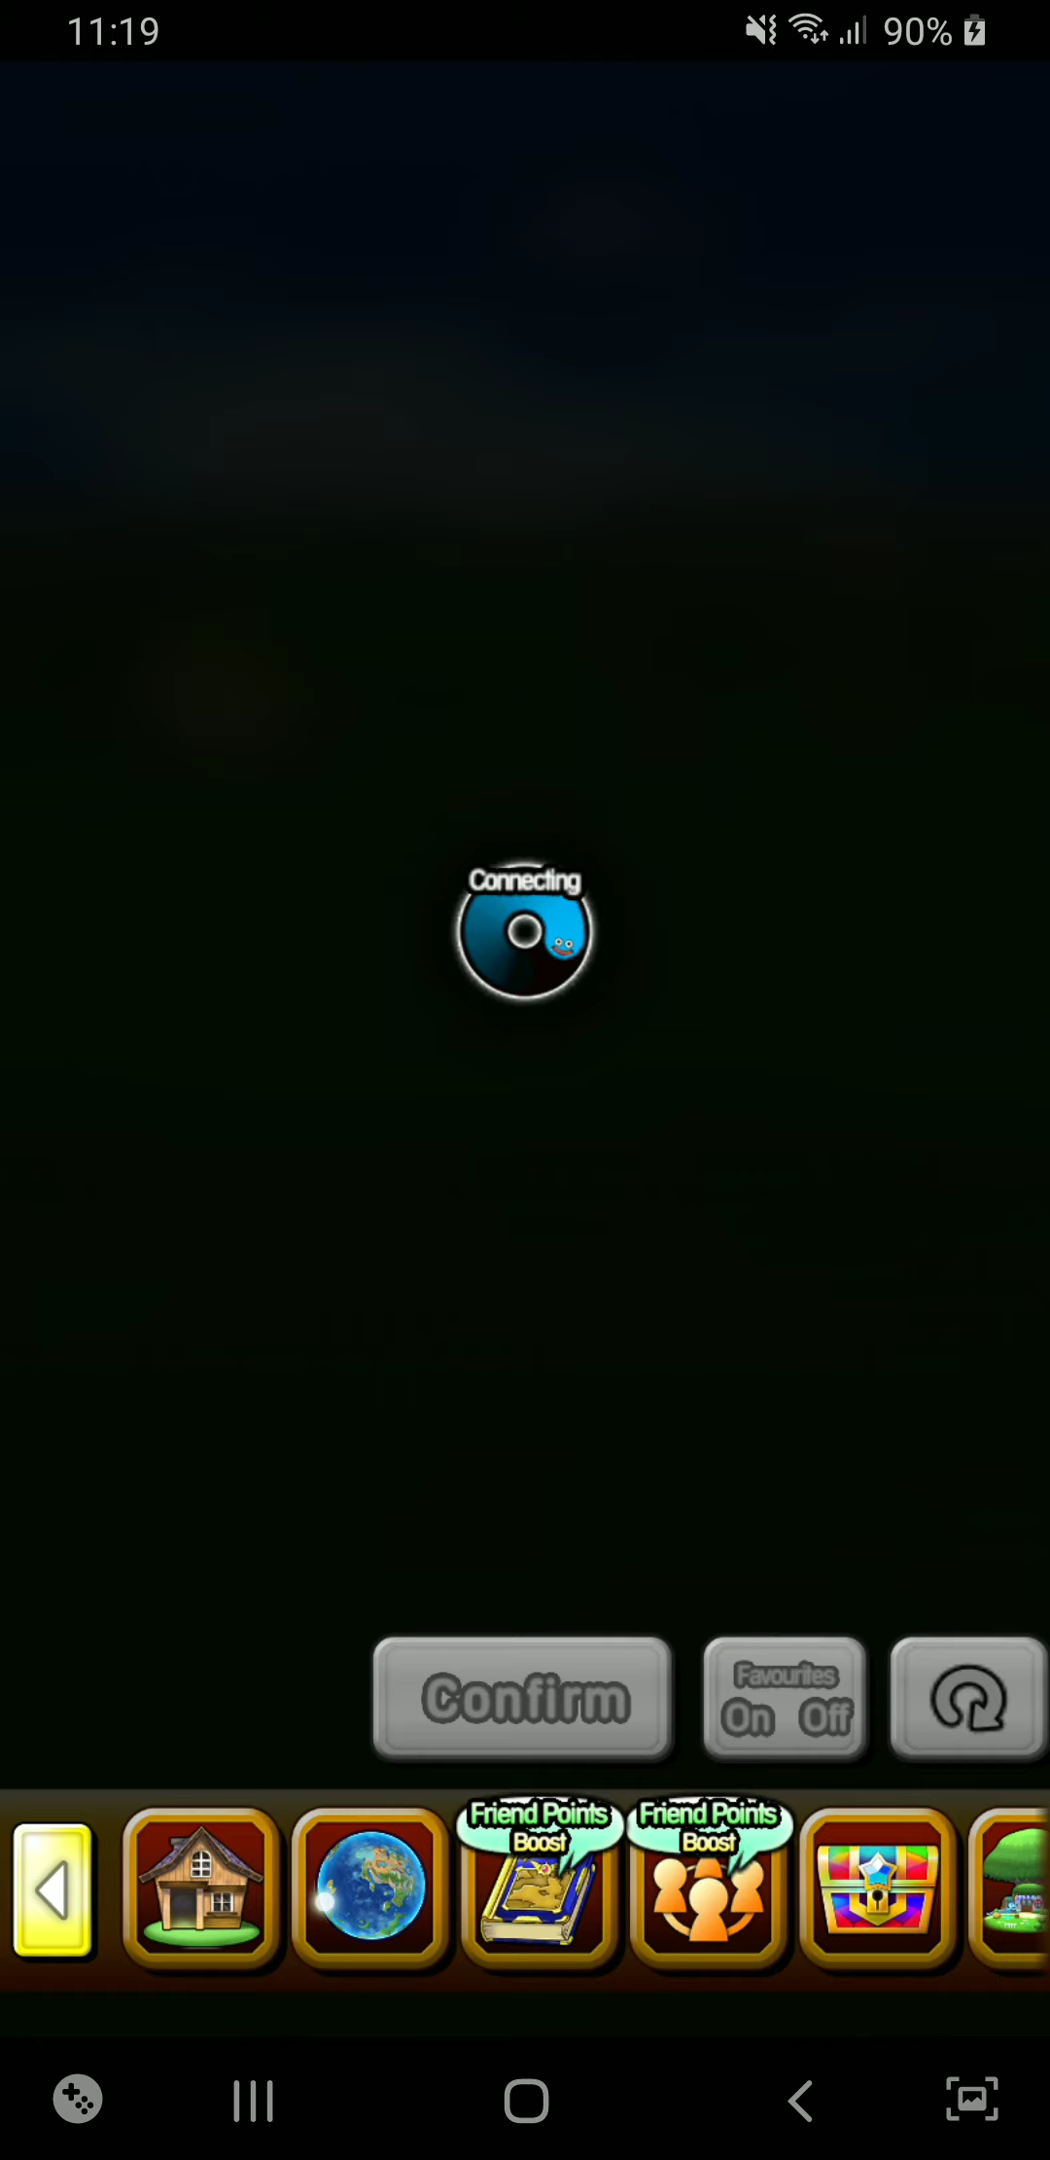 11:19
90%
Connecting
Confirm
Favourites
On Off
Friend Points
Boost
Friend Points
Boost